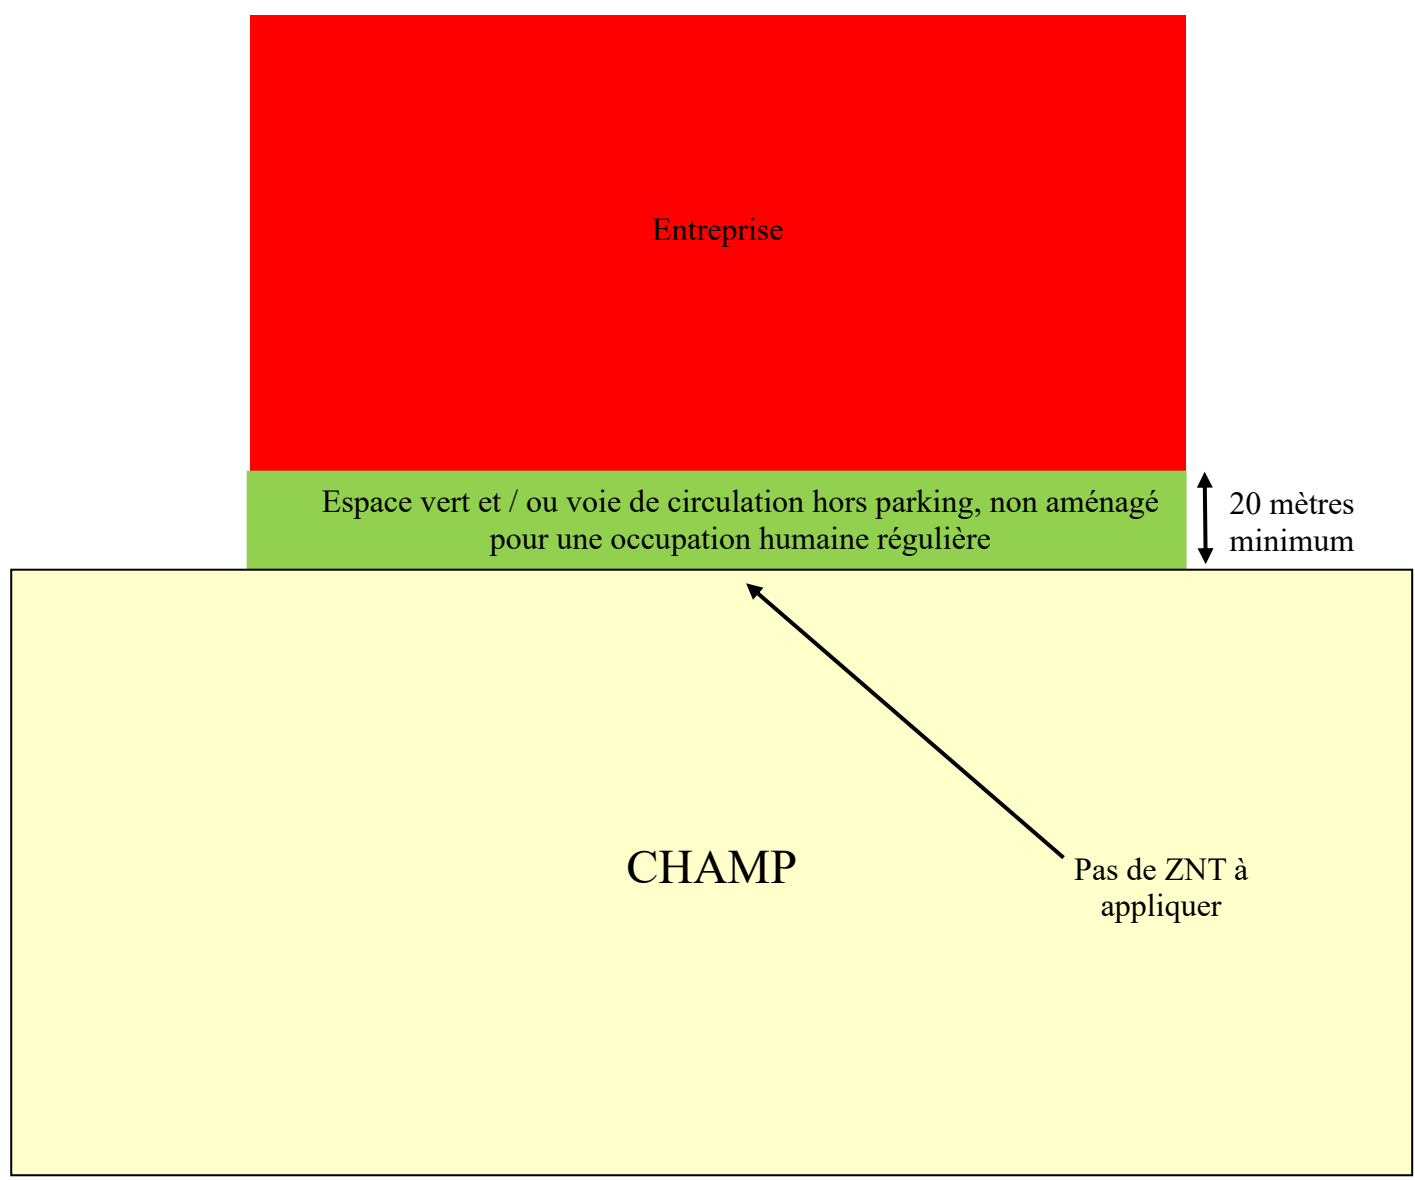 Entreprise
Espace vert et / ou voie de circulation hors parking, non aménagé
pour une occupation humaine régulière
20 mètres
minimum
CHAMP
Pas de ZNT à
appliquer